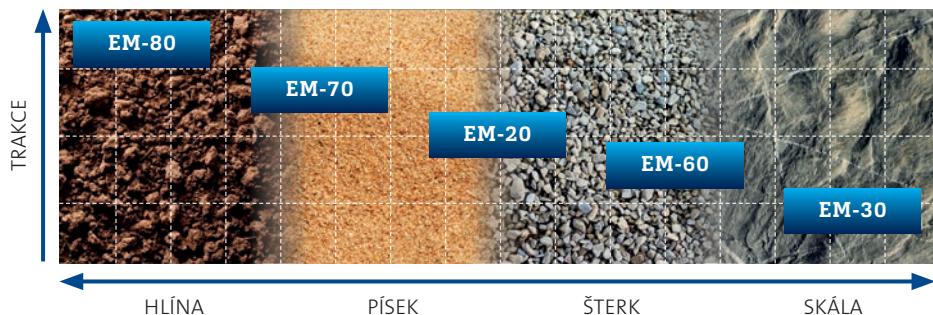 TRAKCE
EM-80
EM-70
EM-20
EM-60
EM-30
HLÍNA
PÍSEK
ŠTERK
SKÁLA